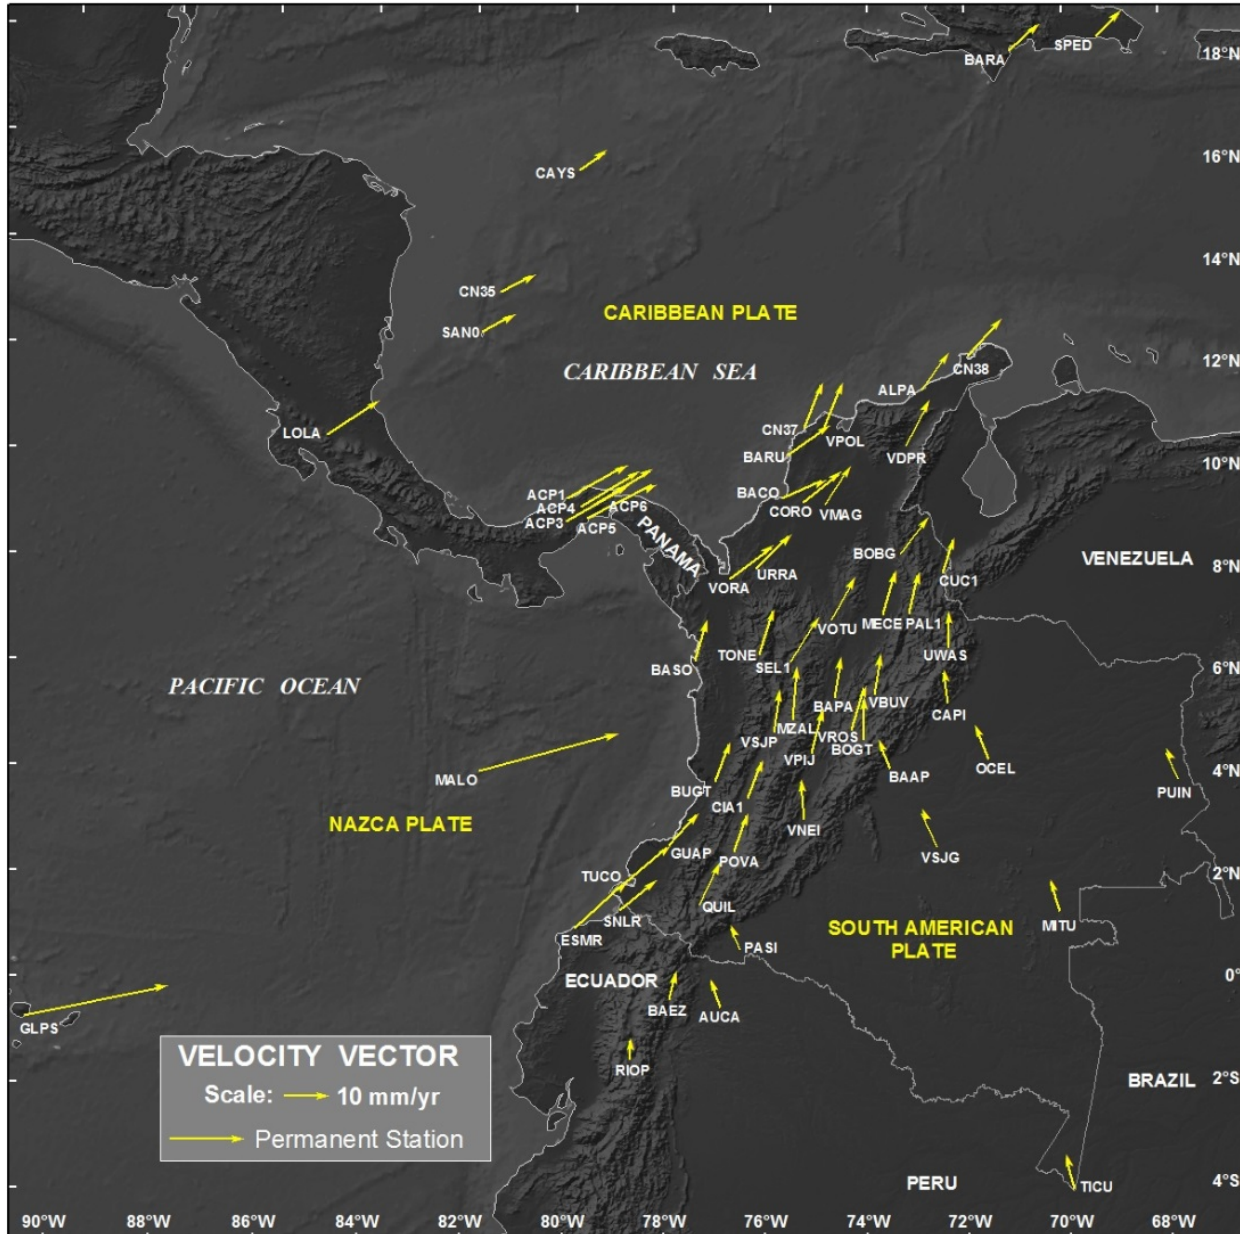 SPED
BARA
18°N
CAYS
16°N
14°N
CN35
CARIBBEAN PLATE
SAN0
CARIBBEAN SEA
12°N
CN38
ALPA
LOLA
CN37
VPOL
BARU
VDPR
10°N
ACP1
ACP4
ACP6
ACP3
ACP5
BACO
CORO
VMAG
PANAMA
BOBG
VENEZUELA
8°N
URRA
VORA
CUC1
MECE
PAL1
VOTU
TONE
SEL1
UWAS
BASO
6°N
PACIFIC OCEAN
BAPA
VBUV
CAPI
MZAL
VSJP
VROS
BOGT
VPIJ
OCEL
BAAP
4°N
MALO
BUGT
CIA1
PUIN
NAZCA PLATE
VNEI
GUAP
POVA
VSJG
TUCO
2°N
QUIL
SNLR
MITU
SOUTH AMERICAN
PLATE
ESMR
PASI
ECUADOR
0°
BAEZ
AUCA
GLPS
VELOCITY VECTOR
Scale: 10 mm/yr
Permanent Station
RIOP
BRAZIL
2°S
PERU
TICU
4°S
90°W 88°W 86°W 84°W 82°W 80°W 78°W 76°W 74°W 72°W 70°W 68°W